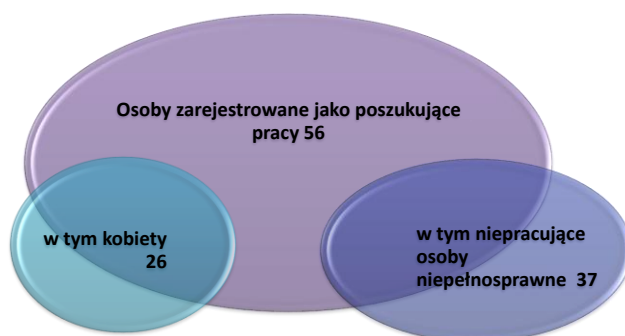 Osoby zarejestrowane jako poszukujące
pracy 56
w tym kobiety
26
w tym niepracujące
osoby
niepełnosprawne 37